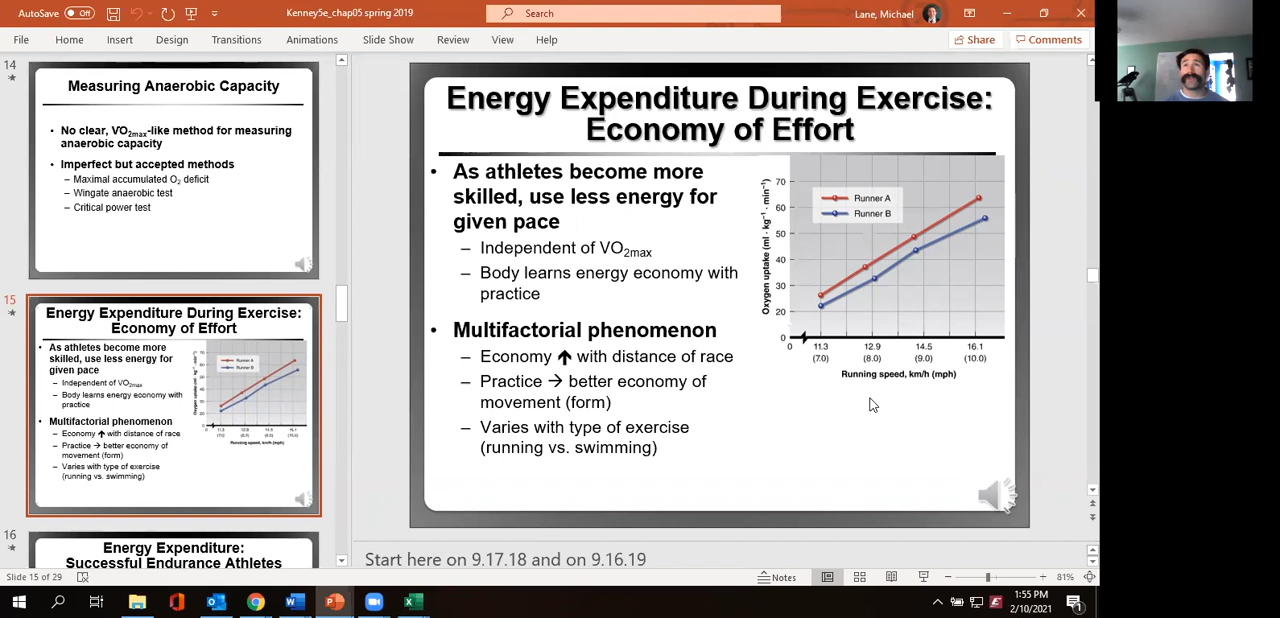 AutoSave Off
Kenney5e_chap05 spring 2019
Search
Lane, Michael
File Home Insert Design Transitions Animations Slide Show Review View Help
Share Comments
14
Measuring Anaerobic Capacity
• No clear, VO2max-like method for measuring
anaerobic capacity
• Imperfect but accepted methods
– Maximal accumulated O2 deficit
– Wingate anaerobic test
– Critical power test
15
Energy Expenditure During Exercise:
Economy of Effort
• As athletes become more
skilled, use less energy for
given pace
– Independent of VO2max
– Body learns energy economy with
practice
• Multifactorial phenomenon
– Economy ↑ with distance of race
– Practice → better economy of
movement (form)
– Varies with type of exercise
(running vs. swimming)
Runner A
Runner B
Running speed, km/h (mph)
16
Energy Expenditure:
Successful Endurance Athletes
Energy Expenditure During Exercise:
Economy of Effort
• As athletes become more
skilled, use less energy for
given pace
– Independent of VO2max
– Body learns energy economy with
practice
• Multifactorial phenomenon
– Economy ↑ with distance of race
– Practice → better economy of
movement (form)
– Varies with type of exercise
(running vs. swimming)
Oxygen uptake (ml · kg⁻¹ · min⁻¹)
70
60
50
40
30
20
0
Runner A
Runner B
0 11.3 12.9 14.5 16.1
(7.0) (8.0) (9.0) (10.0)
Running speed, km/h (mph)
Start here on 9.17.18 and on 9.16.19
Slide 15 of 29
Notes
81%
1:55 PM
2/10/2021